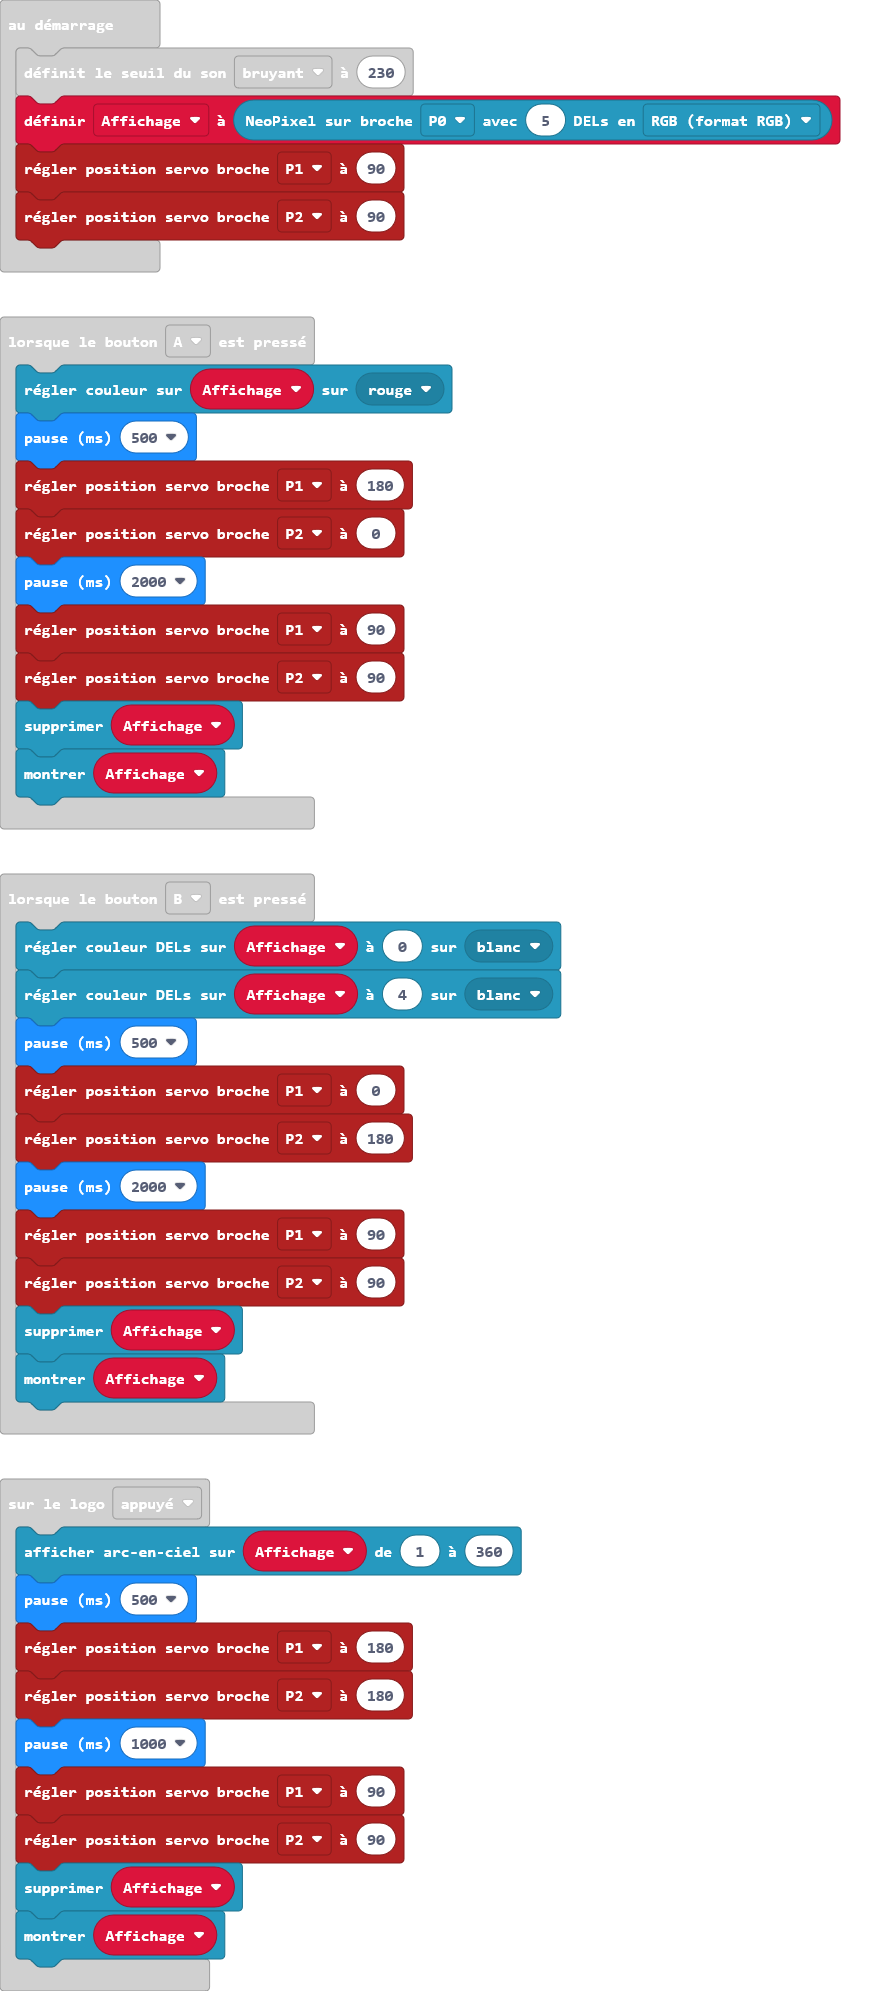 au démarrage
définit le seuil du son bruyant à 230
définir Affichage à NeoPixel sur broche P0 avec 5 DELs en RGB (format RGB)
régler position servo broche P1 à 90
régler position servo broche P2 à 90
lorsque le bouton A est pressé
régler couleur sur Affichage sur rouge
pause (ms) 500
régler position servo broche P1 à 180
régler position servo broche P2 à 0
pause (ms) 2000
régler position servo broche P1 à 90
régler position servo broche P2 à 90
supprimer Affichage
montrer Affichage
lorsque le bouton B est pressé
régler couleur DELs sur Affichage à 0 sur blanc
régler couleur DELs sur Affichage à 4 sur blanc
pause (ms) 500
régler position servo broche P1 à 0
régler position servo broche P2 à 180
pause (ms) 2000
régler position servo broche P1 à 90
régler position servo broche P2 à 90
supprimer Affichage
montrer Affichage
sur le logo appuyé
afficher arc-en-ciel sur Affichage de 1 à 360
pause (ms) 500
régler position servo broche P1 à 180
régler position servo broche P2 à 180
pause (ms) 1000
régler position servo broche P1 à 90
régler position servo broche P2 à 90
supprimer Affichage
montrer Affichage